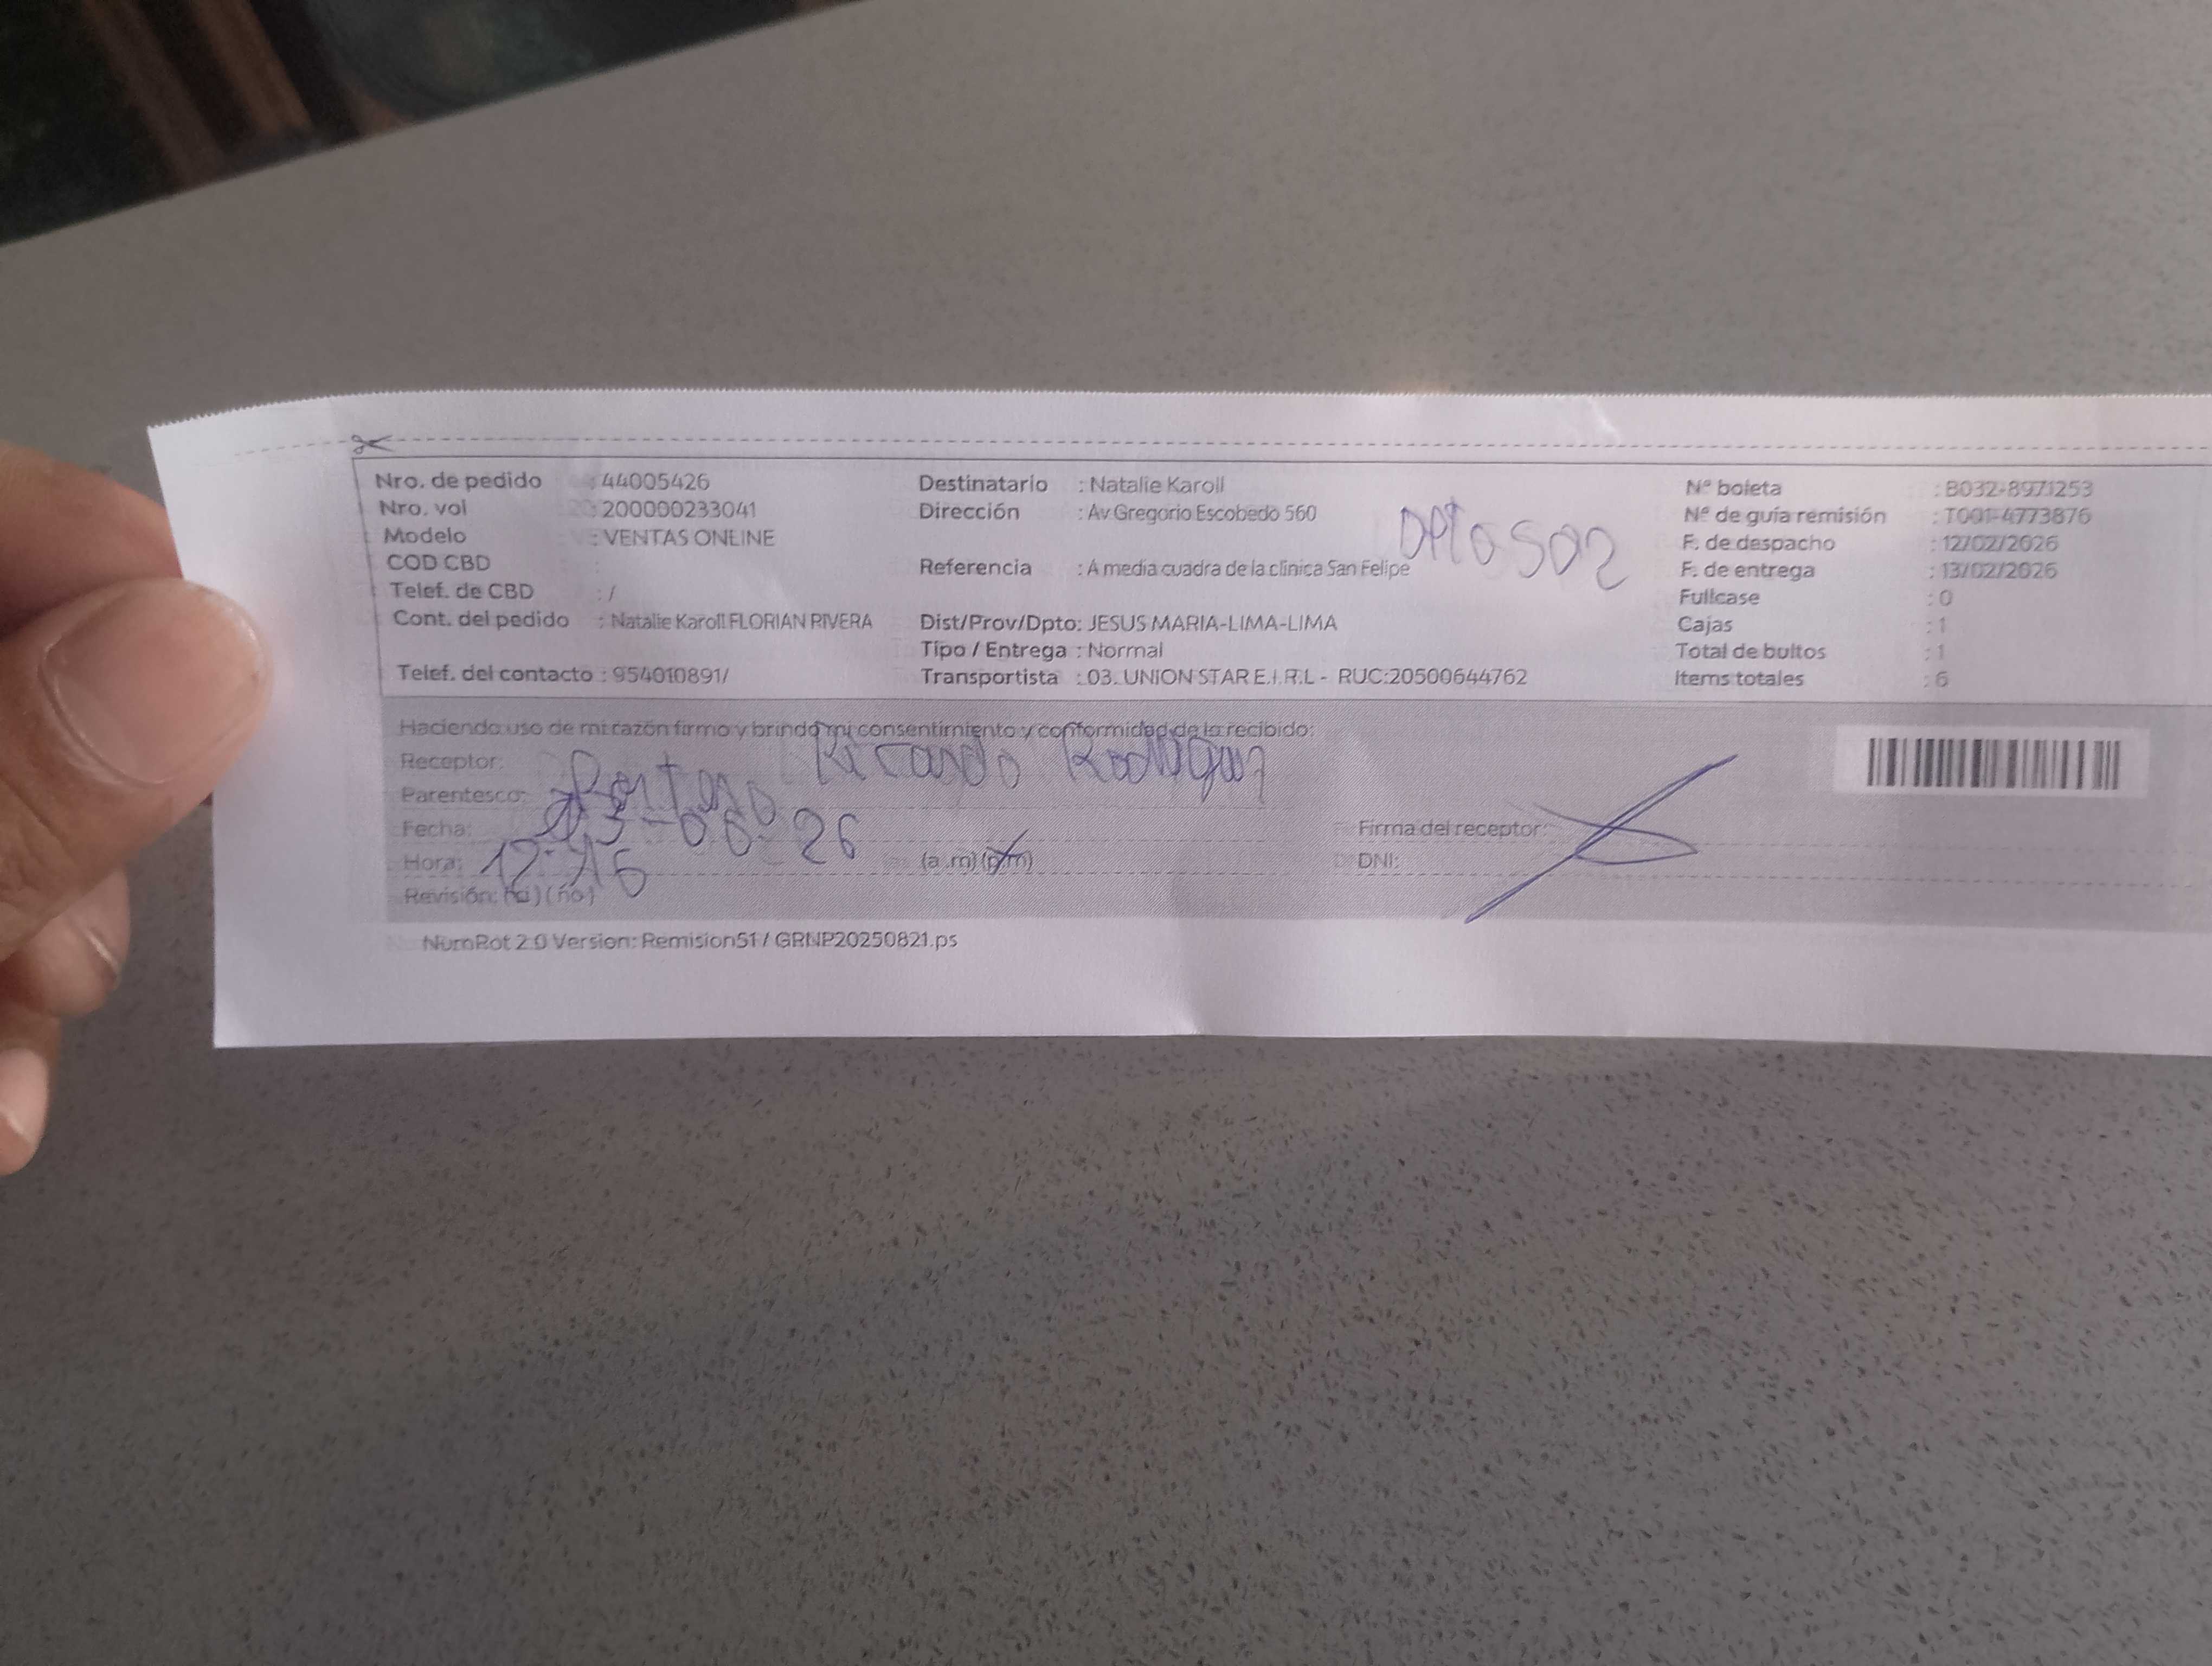 Nro. de pedido : 44005426
Nro. vol : 200000233041
Modelo : VENTAS ONLINE
COD CBD :
Telef. de CBD : /
Cont. del pedido : Natalie Karoll FLORIAN RIVERA
Telef. del contacto : 954010891/
Destinatario : Natalie Karoll
Dirección : Av Gregorio Escobedo 560
DPto 502
Referencia : A media cuadra de la clinica San Felipe
Dist/Prov/Dpto: JESUS MARIA-LIMA-LIMA
Tipo / Entrega : Normal
Transportista : 03. UNION STAR E.I.R.L - RUC:20500644762
Nº boleta : B032-8971253
Nº de guía remisión : T001-4773876
F. de despacho : 12/02/2026
F. de entrega : 13/02/2026
Fullcase : 0
Cajas : 1
Total de bultos : 1
Items totales : 6
Haciendo uso de mi razón firmo y brindo mi consentimiento y conformidad de lo recibido:
Receptor: Ricardo
Parentesco:
Fecha: 26
Hora: 12 (a.m) (p.m)
Revisión: (si) (no)
Firma del receptor:
DNI:
NumRot 2.0 Version: Remision51 / GRNP20250821.ps